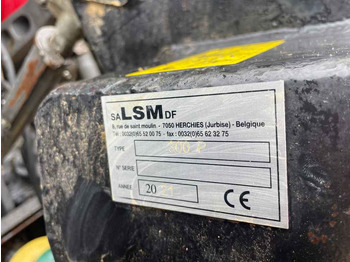 SA LSM DF
8, rue de saint moulin - 7050 HERCHIES (Jurbise) - Belgique
Tel : 0032(0)65 52 00 75 - fax : 0032(0)65 62 32 75
TYPE
N° SERIE
ANNEE 20
CE